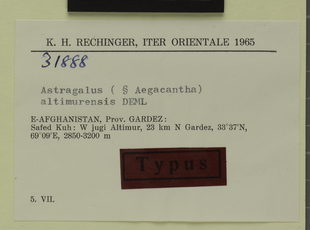 K. H. RECHINGER, ITER ORIENTALE 1965
31888
Astragalus ( § Aegacantha)
altimurensis DEML
E-AFGHANISTAN, Prov. GARDEZ:
Safed Kuh: W jugi Altimur, 23 km N Gardez, 33°37'N,
69°09'E, 2850-3200 m
Typus
5. VII.